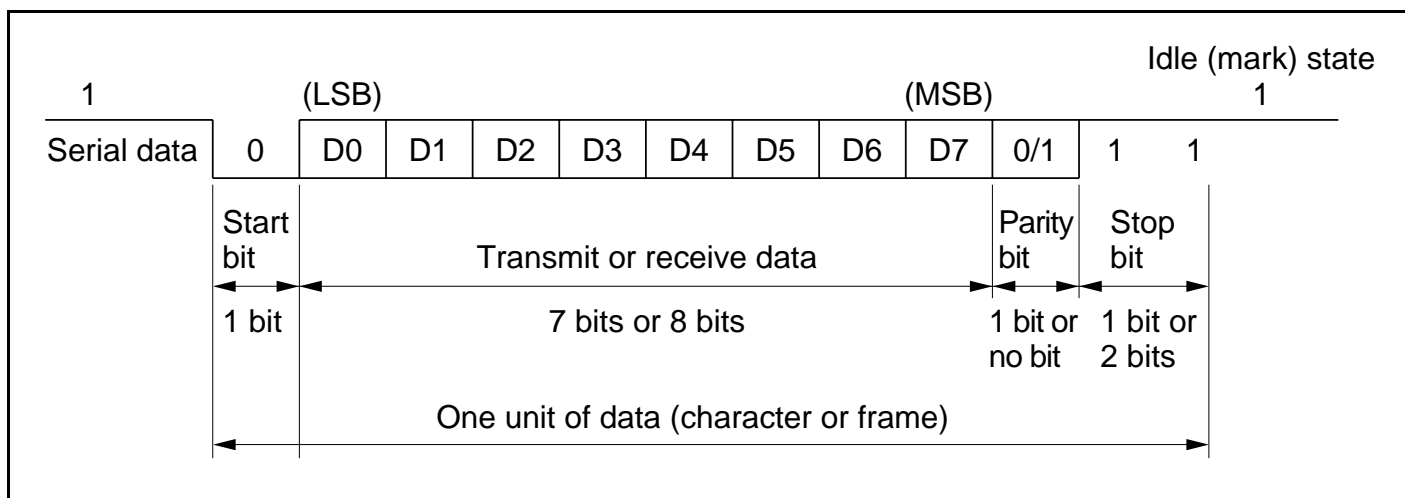 Idle (mark) state
1 (LSB) (MSB) 1
Serial data 0 D0 D1 D2 D3 D4 D5 D6 D7 0/1 1 1
Start bit
Transmit or receive data
Parity bit
Stop bit
1 bit
7 bits or 8 bits
1 bit or no bit
1 bit or 2 bits
One unit of data (character or frame)